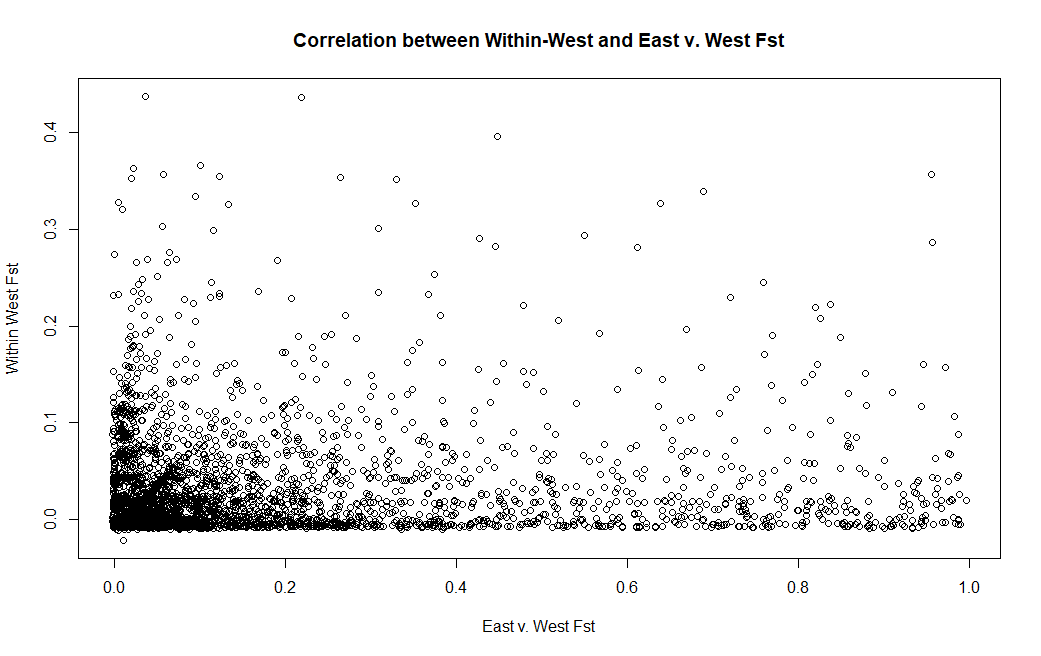 Correlation between Within-West and East v. West Fst
Within West Fst
0.4
0.3
0.2
0.1
0.0
0.0 0.2 0.4 0.6 0.8 1.0
East v. West Fst